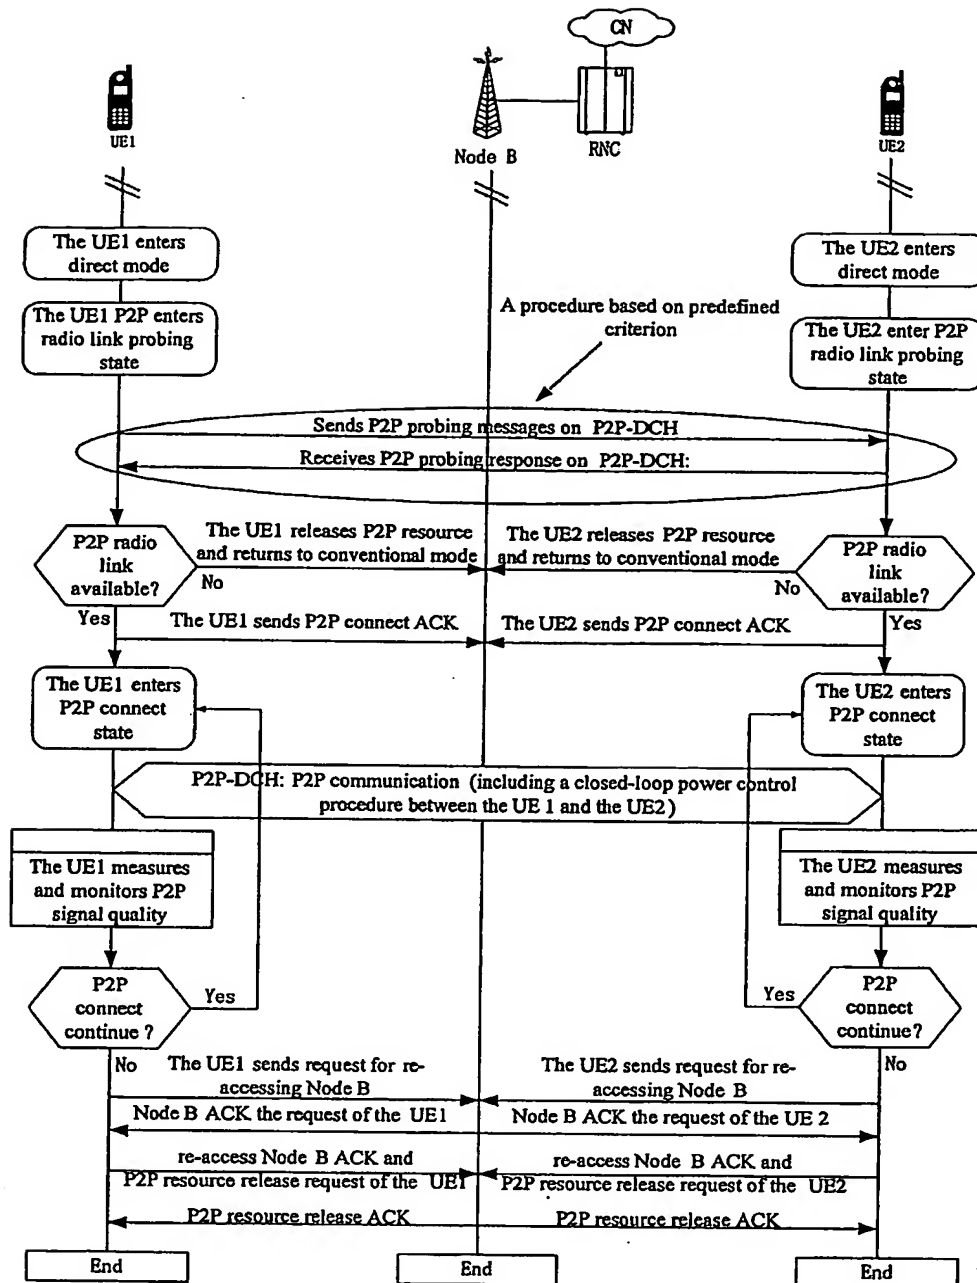 CN
UE1
Node B
RNC
UE2
The UE1 enters
direct mode
The UE2 enters
direct mode
The UE1 P2P enters
radio link probing
state
A procedure based on predefined
criterion
The UE2 enter P2P
radio link probing
state
Sends P2P probing messages on P2P-DCH
Receives P2P probing response on P2P-DCH:
P2P radio
link
available?
The UE1 releases P2P resource
and returns to conventional mode
No
The UE2 releases P2P resource
and returns to conventional mode
No
P2P radio
link
available?
Yes
The UE1 sends P2P connect ACK
The UE2 sends P2P connect ACK
Yes
The UE1 enters
P2P connect
state
The UE2 enters
P2P connect
state
P2P-DCH: P2P communication (including a closed-loop power control
procedure between the UE 1 and the UE2)
The UE1 measures
and monitors P2P
signal quality
The UE2 measures
and monitors P2P
signal quality
P2P
connect
continue ?
Yes
Yes
P2P
connect
continue?
No
The UE1 sends request for re-
accessing Node B
The UE2 sends request for re-
accessing Node B
No
Node B ACK the request of the UE1
Node B ACK the request of the UE 2
re-access Node B ACK and
P2P resource release request of the UE1
re-access Node B ACK and
P2P resource release request of the UE2
P2P resource release ACK
P2P resource release ACK
End
End
End